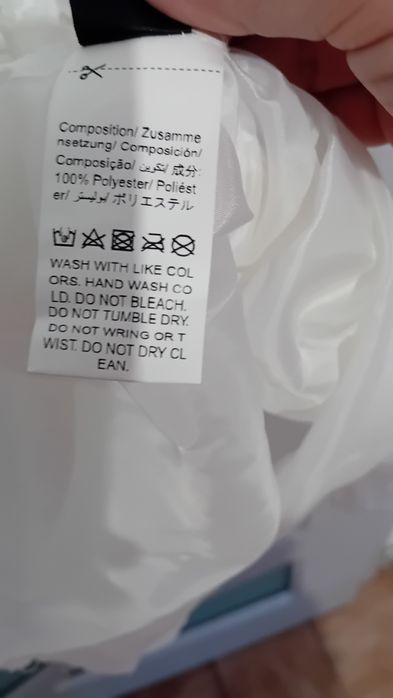 Composition/ Zusamme
nsetzung/ Composición/
Composição/ تكوين/ 成分:
100% Polyester/ Poliést
er/ بوليستر/ ポリエステル
WASH WITH LIKE COL
ORS. HAND WASH CO
LD. DO NOT BLEACH.
DO NOT TUMBLE DRY.
DO NOT WRING OR T
WIST. DO NOT DRY CL
EAN.